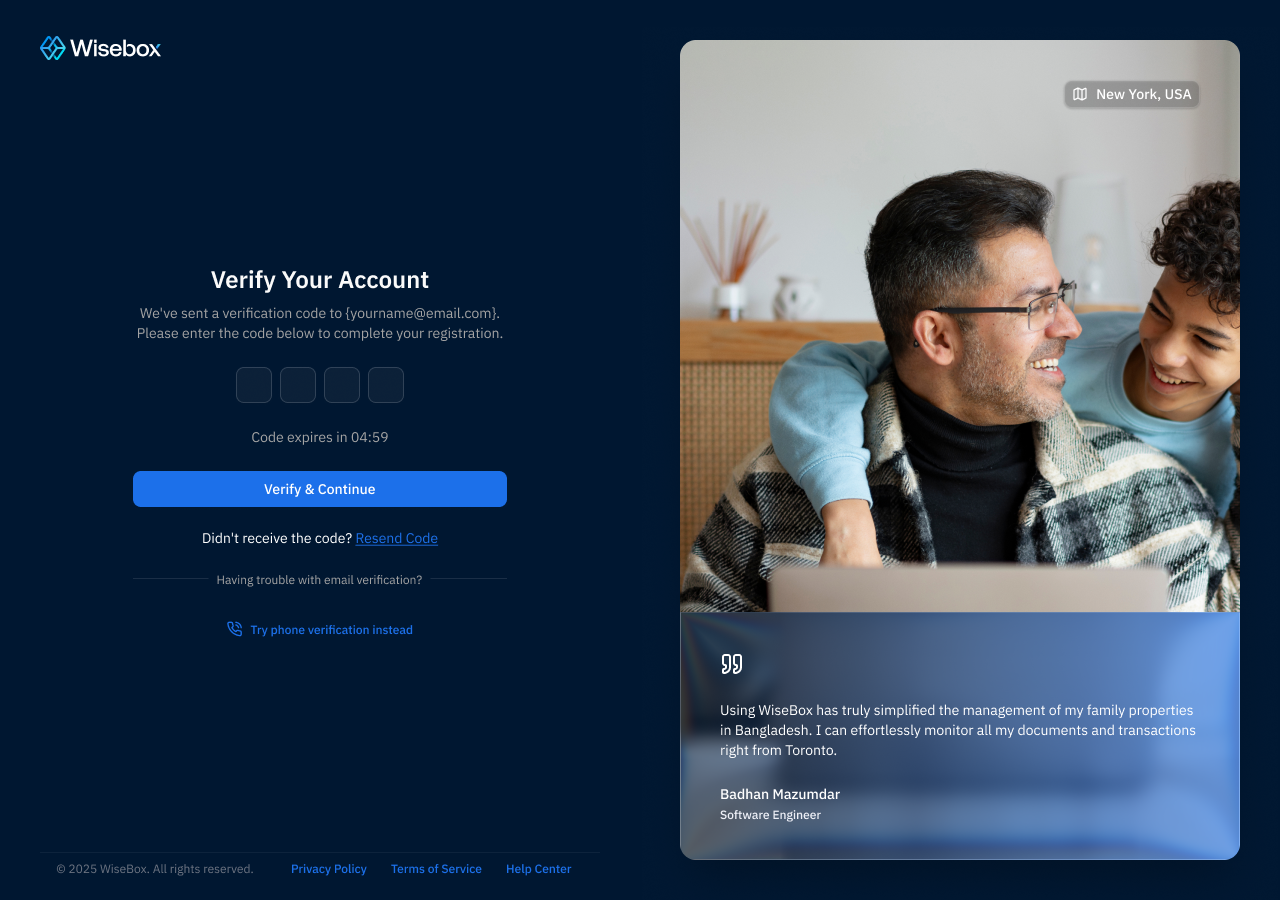 Wisebox
Verify Your Account
We've sent a verification code to {yourname@email.com}.
Please enter the code below to complete your registration.
Code expires in 04:59
Verify & Continue
Didn't receive the code? Resend Code
Having trouble with email verification?
Try phone verification instead
© 2025 WiseBox. All rights reserved. Privacy Policy Terms of Service Help Center
New York, USA
Using WiseBox has truly simplified the management of my family properties
in Bangladesh. I can effortlessly monitor all my documents and transactions
right from Toronto.
Badhan Mazumdar
Software Engineer